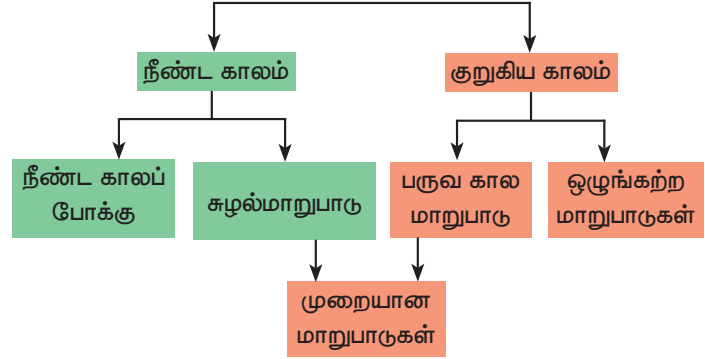 நீண்ட காலம்
குறுகிய காலம்
நீண்ட காலப்
போக்கு
சுழல்மாறுபாடு
பருவ கால
மாறுபாடு
ஒழுங்கற்ற
மாறுபாடுகள்
முறையான
மாறுபாடுகள்